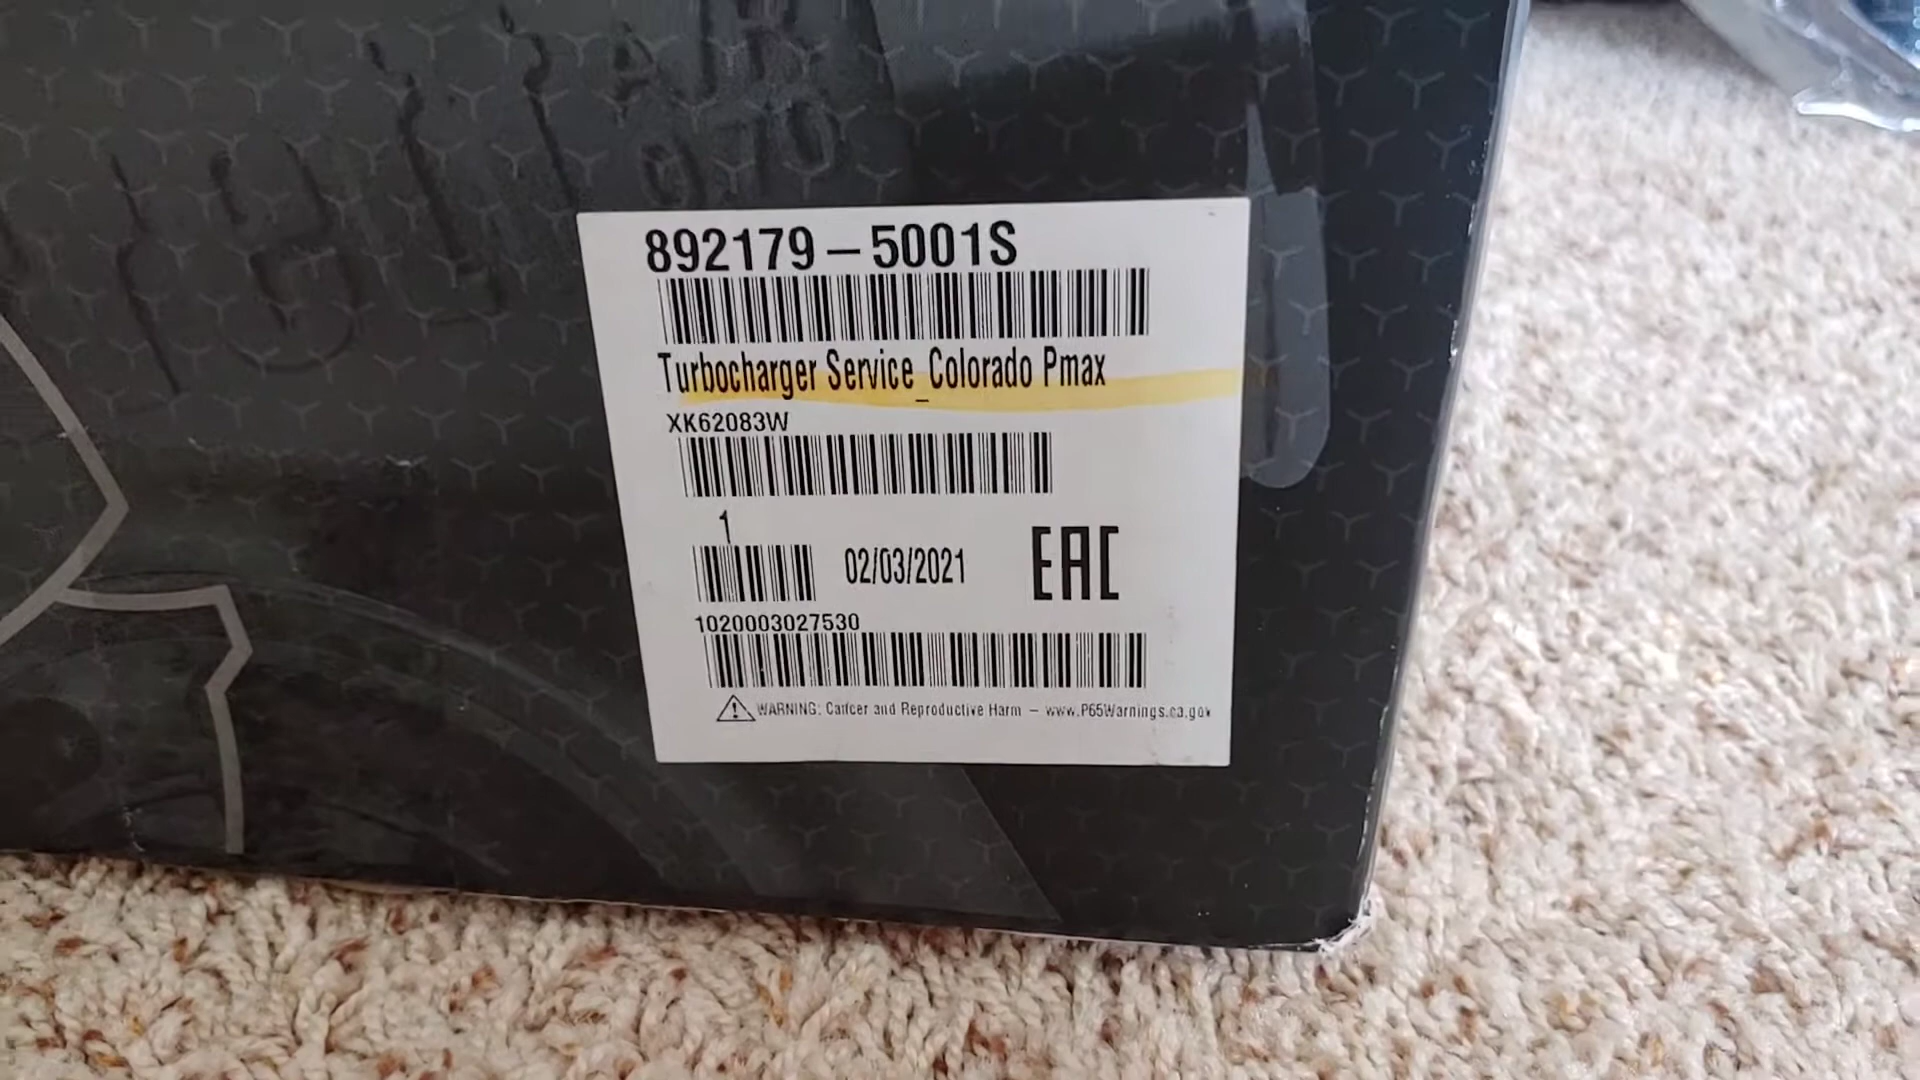 892179-5001S
Turbocharger Service_Colorado Pmax
XK62083W
1
02/03/2021
EAC
1020003027530
WARNING: Cancer and Reproductive Harm - www.P65Warnings.ca.gov